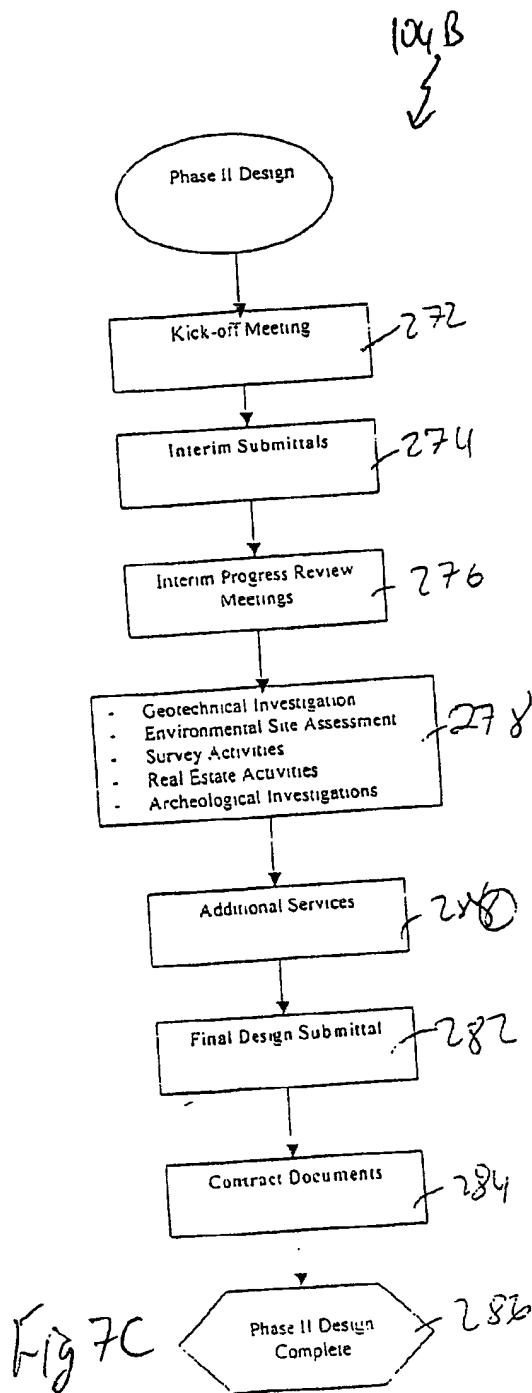 104B
Phase II Design
Kick-off Meeting
272
Interim Submittals
274
Interim Progress Review
Meetings
276
- Geotechnical Investigation
- Environmental Site Assessment
- Survey Activities
- Real Estate Activities
- Archeological Investigations
278
Additional Services
Final Design Submittal
282
Contract Documents
284
Phase II Design
Complete
286
Fig 7C